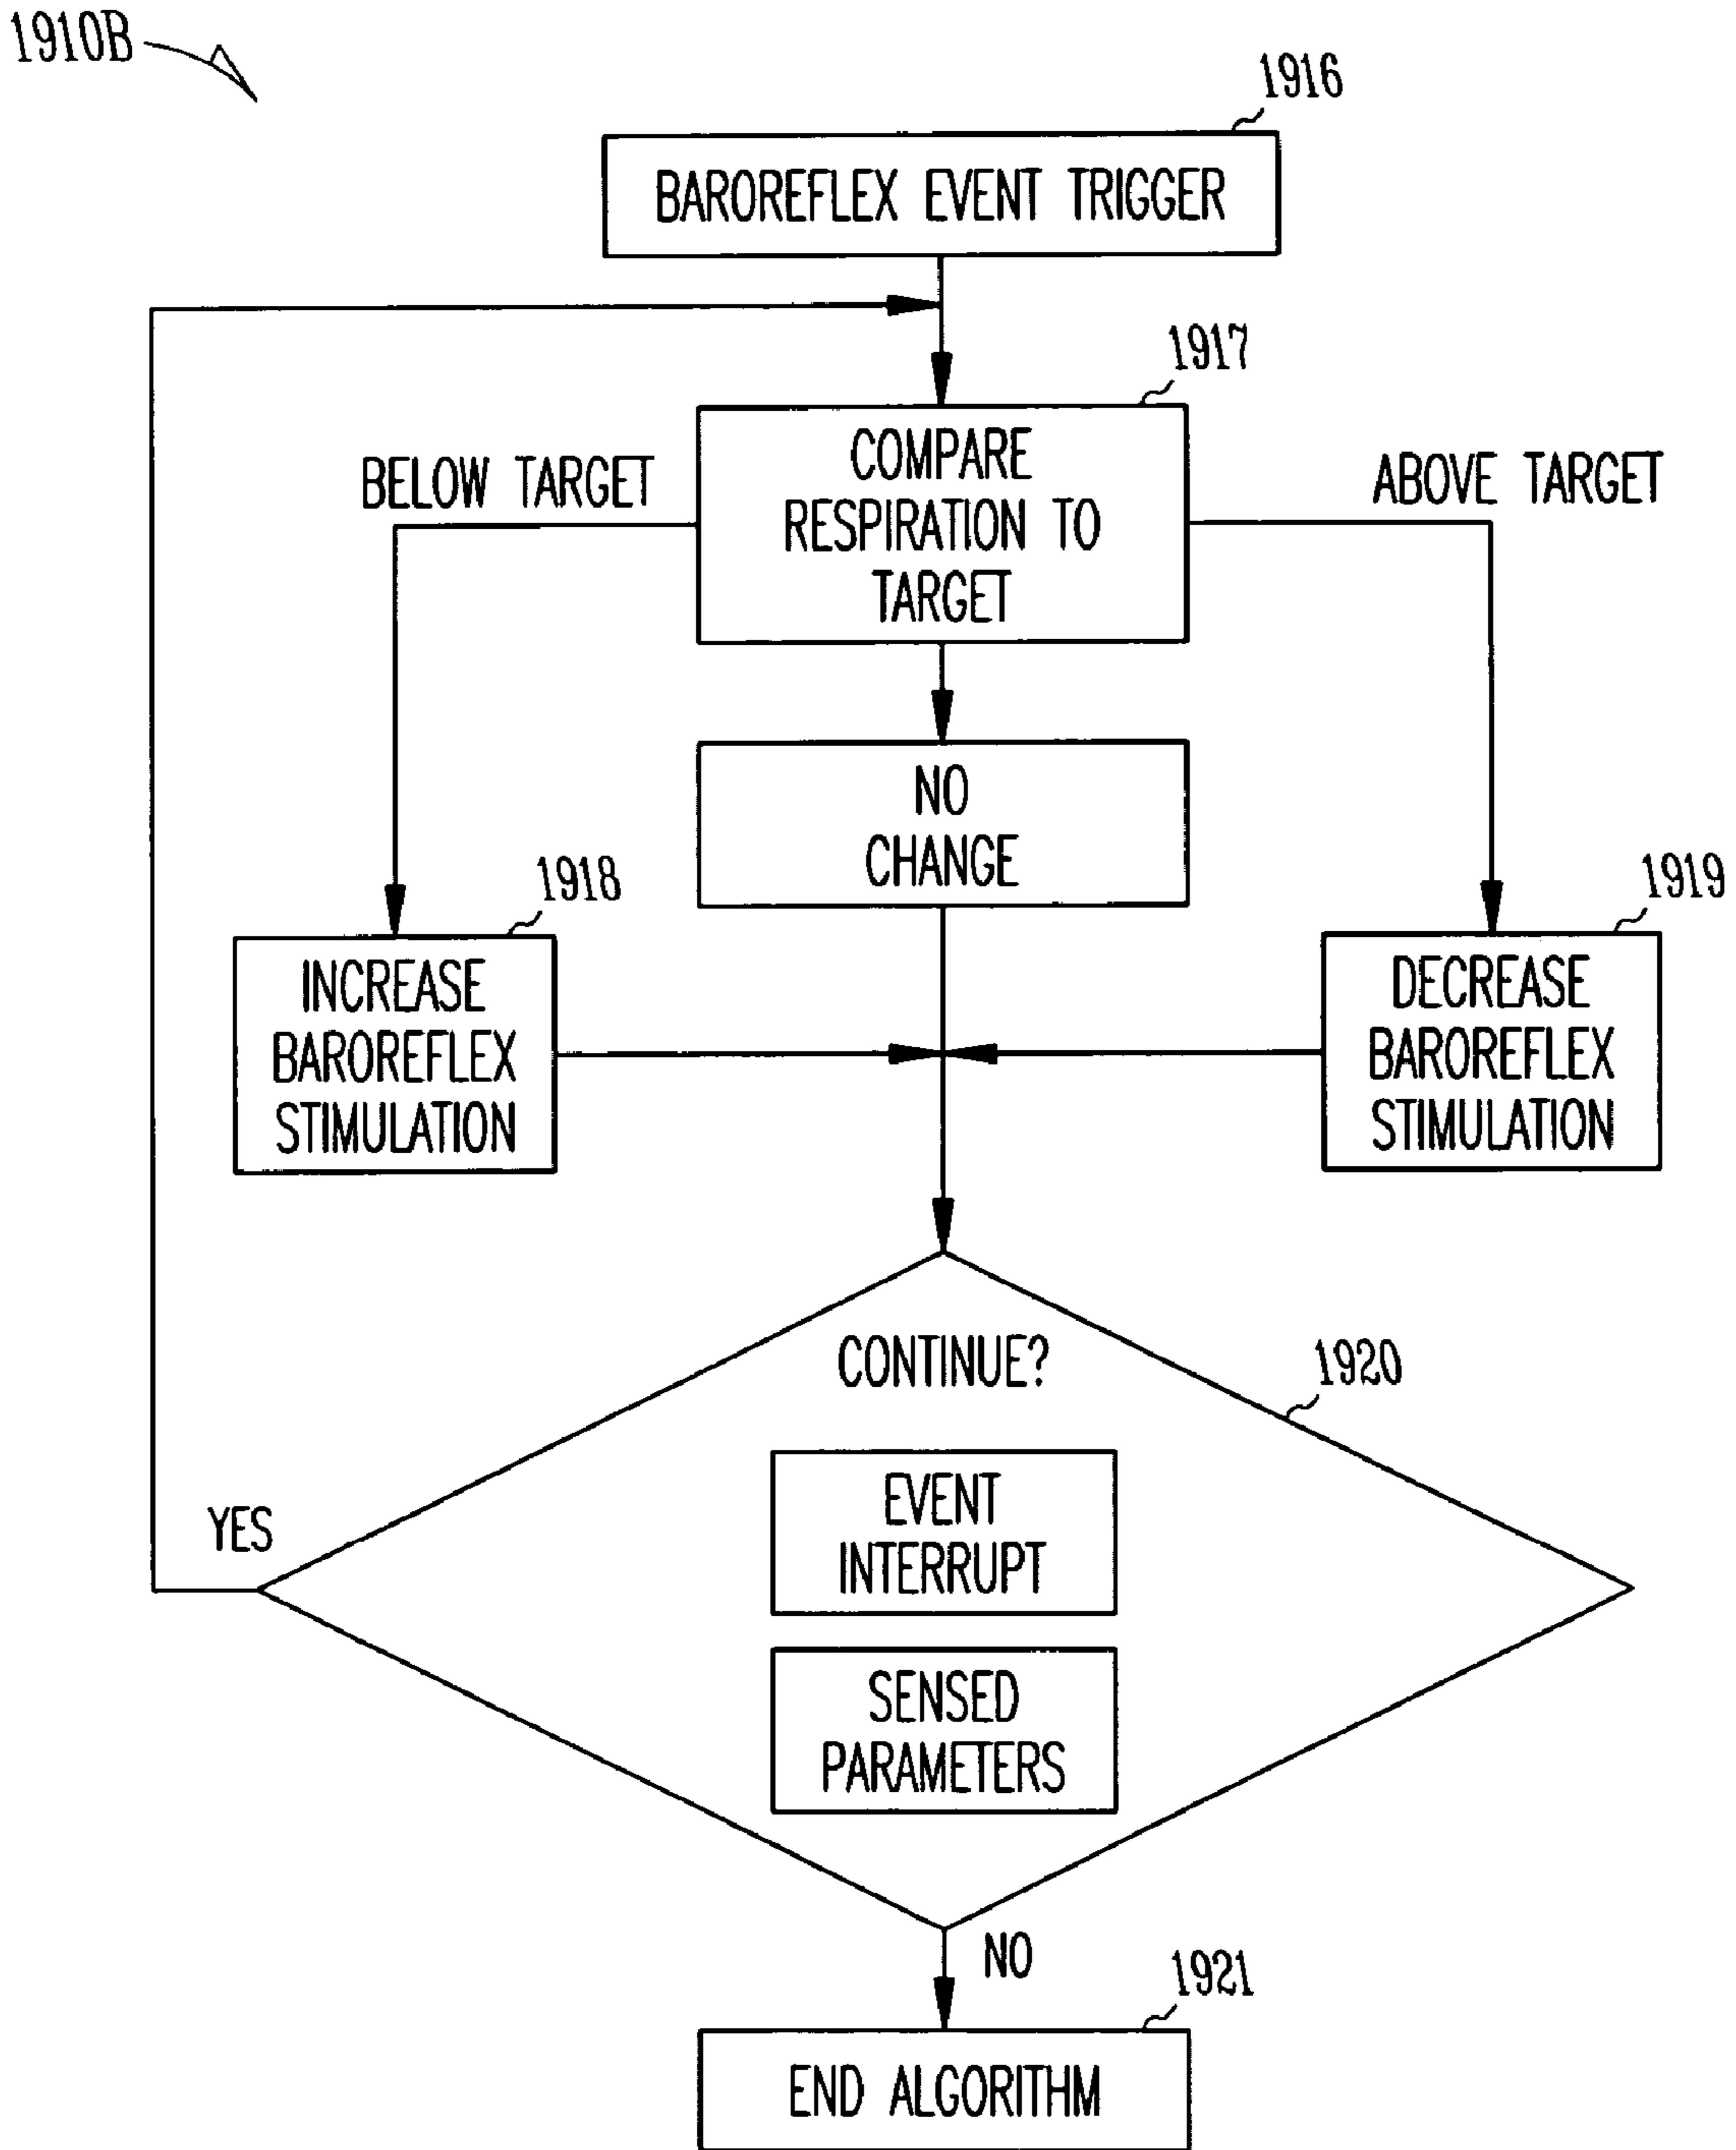 1910B
1916
BAROREFLEX EVENT TRIGGER
1917
COMPARE
RESPIRATION TO
TARGET
BELOW TARGET
ABOVE TARGET
NO
CHANGE
1918
INCREASE
BAROREFLEX
STIMULATION
1919
DECREASE
BAROREFLEX
STIMULATION
CONTINUE?
1920
EVENT
INTERRUPT
SENSED
PARAMETERS
YES
NO
1921
END ALGORITHM